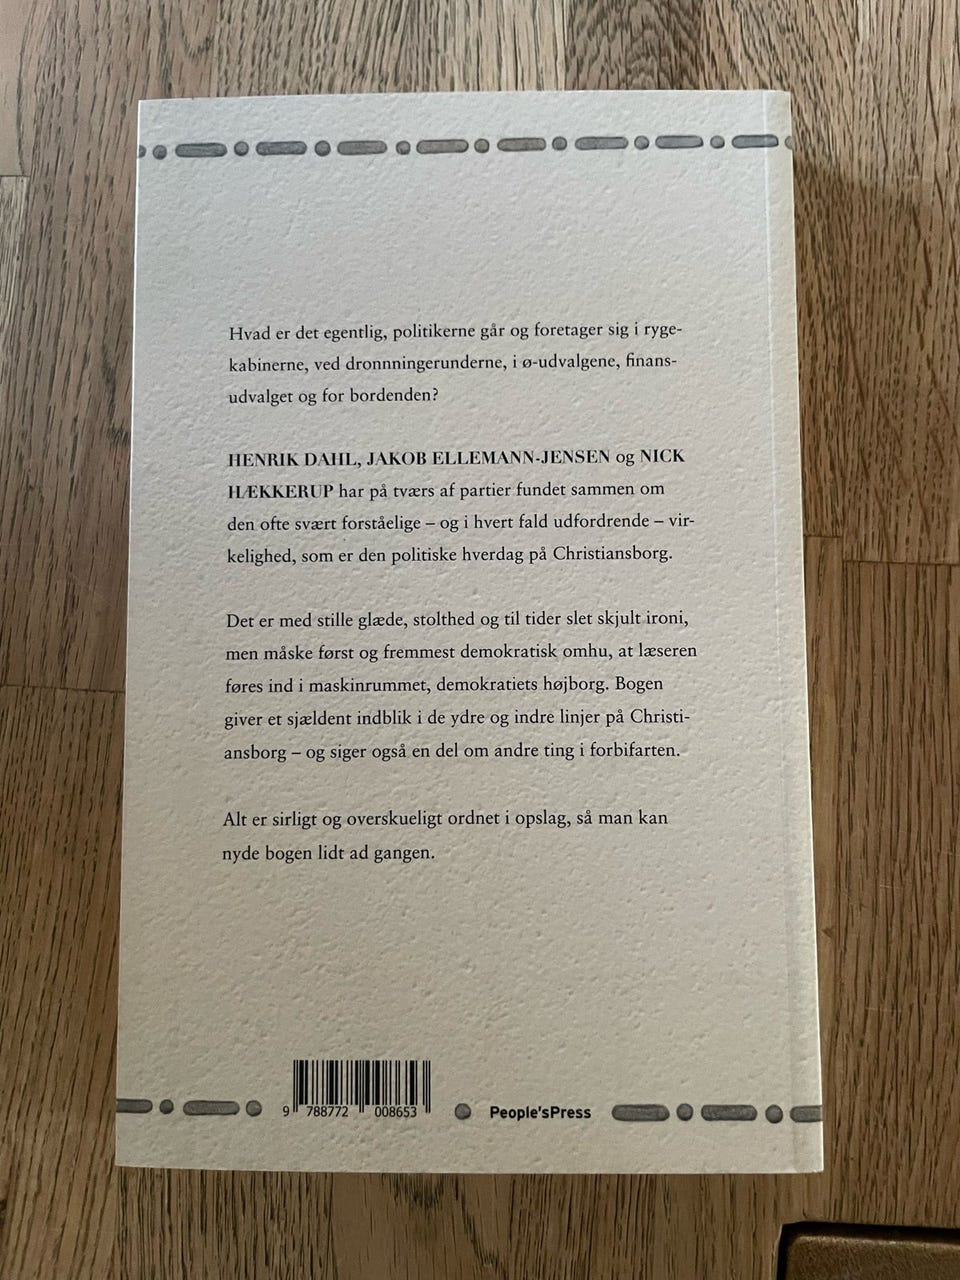 Hvad er det egentlig, politikerne går og foretager sig i ryge-
kabinerne, ved dronnningerunderne, i ø-udvalgene, finans-
udvalget og for bordenden?
HENRIK DAHL, JAKOB ELLEMANN-JENSEN og NICK
HÆKKERUP har på tværs af partier fundet sammen om
den ofte svært forståelige – og i hvert fald udfordrende – vir-
kelighed, som er den politiske hverdag på Christiansborg.
Det er med stille glæde, stolthed og til tider slet skjult ironi,
men måske først og fremmest demokratisk omhu, at læseren
føres ind i maskinrummet, demokratiets højborg. Bogen
giver et sjældent indblik i de ydre og indre linjer på Christi-
ansborg – og siger også en del om andre ting i forbifarten.
Alt er sirligt og overskueligt ordnet i opslag, så man kan
nyde bogen lidt ad gangen.
9 788772 008653
People'sPress